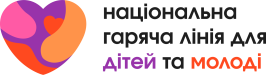 національна
гаряча лінія для
дітей та молоді